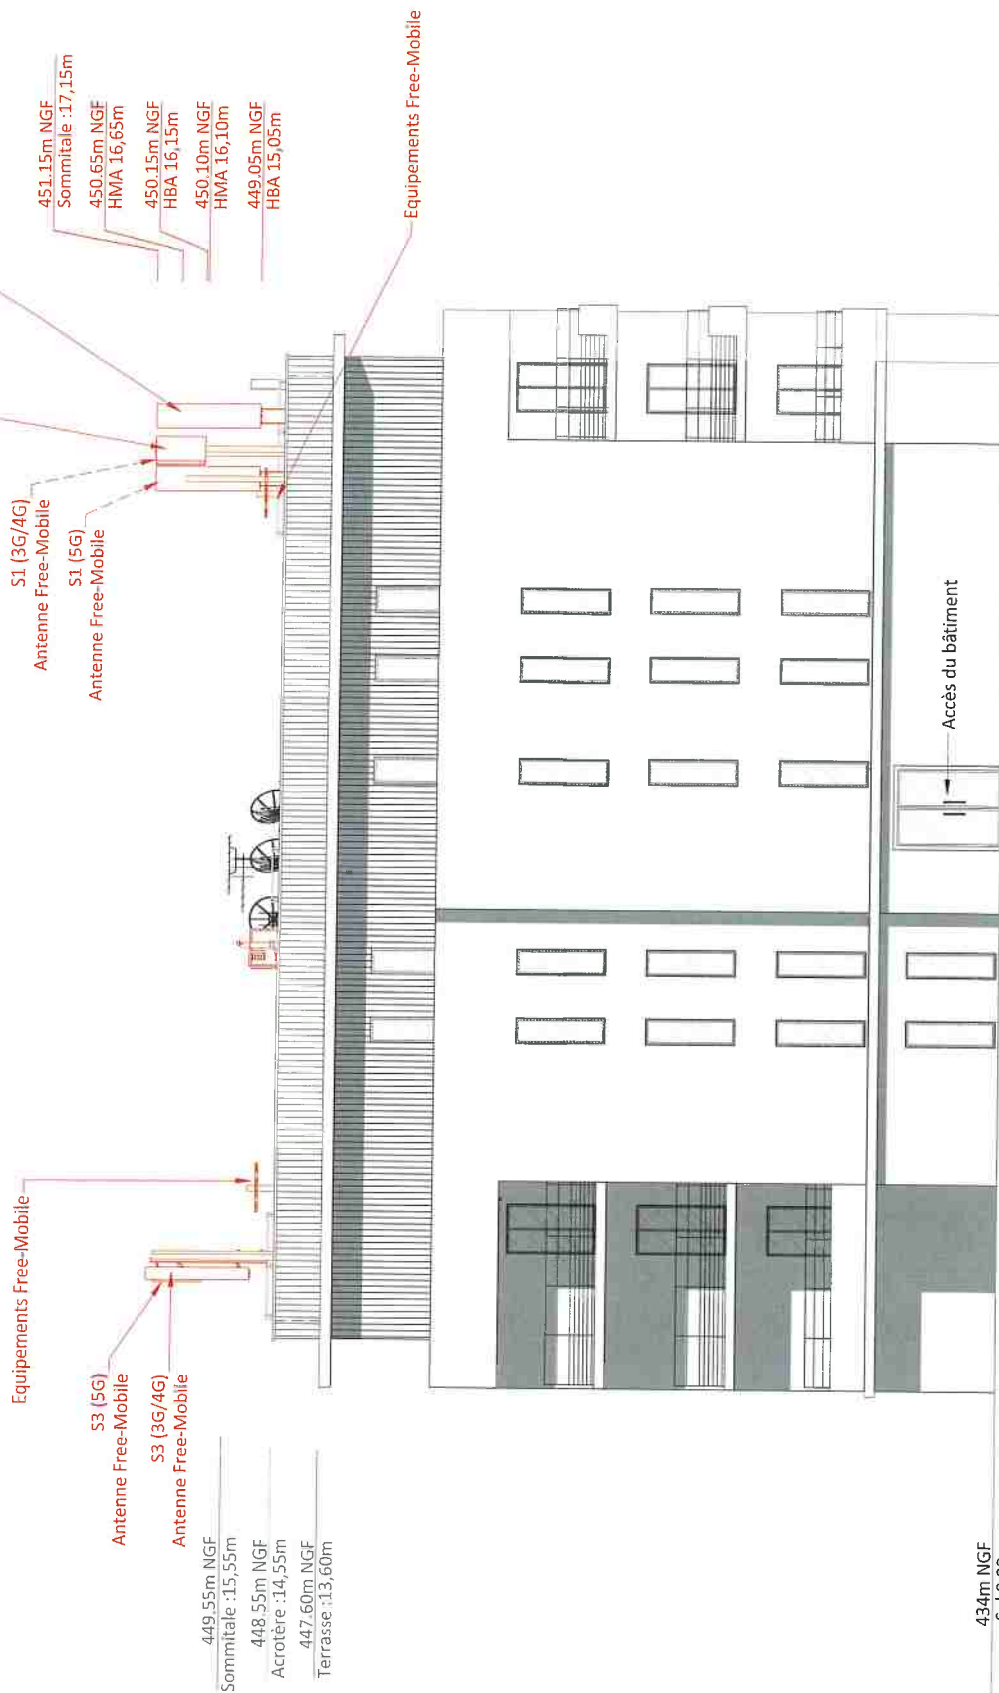 Equipements Free-Mobile
S3 (5G)
Antenne Free-Mobile
S3 (3G/4G)
Antenne Free-Mobile
449.55m NGF
Sommitale :15,55m
448.55m NGF
Acrotère :14,55m
447.60m NGF
Terrasse :13,60m
434m NGF
S1 (3G/4G)
Antenne Free-Mobile
S1 (5G)
Antenne Free-Mobile
451.15m NGF
Sommitale :17,15m
450.65m NGF
HMA 16,65m
450.15m NGF
HBA 16,15m
450.10m NGF
HMA 16,10m
449.05m NGF
HBA 15,05m
Equipements Free-Mobile
Accès du bâtiment